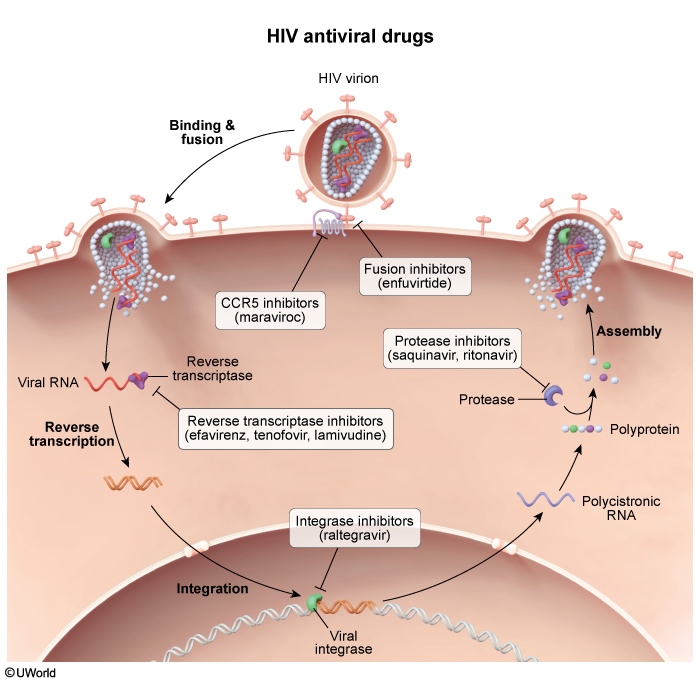 HIV antiviral drugs
HIV virion
Binding &
fusion
CCR5 inhibitors
(maraviroc)
Fusion inhibitors
(enfuvirtide)
Viral RNA
Reverse
transcriptase
Reverse transcriptase inhibitors
(efavirenz, tenofovir, lamivudine)
Reverse
transcription
Integrase inhibitors
(raltegravir)
Integration
Viral
integrase
Polycistronic
RNA
Polyprotein
Protease
Protease inhibitors
(saquinavir, ritonavir)
Assembly
©UWorld